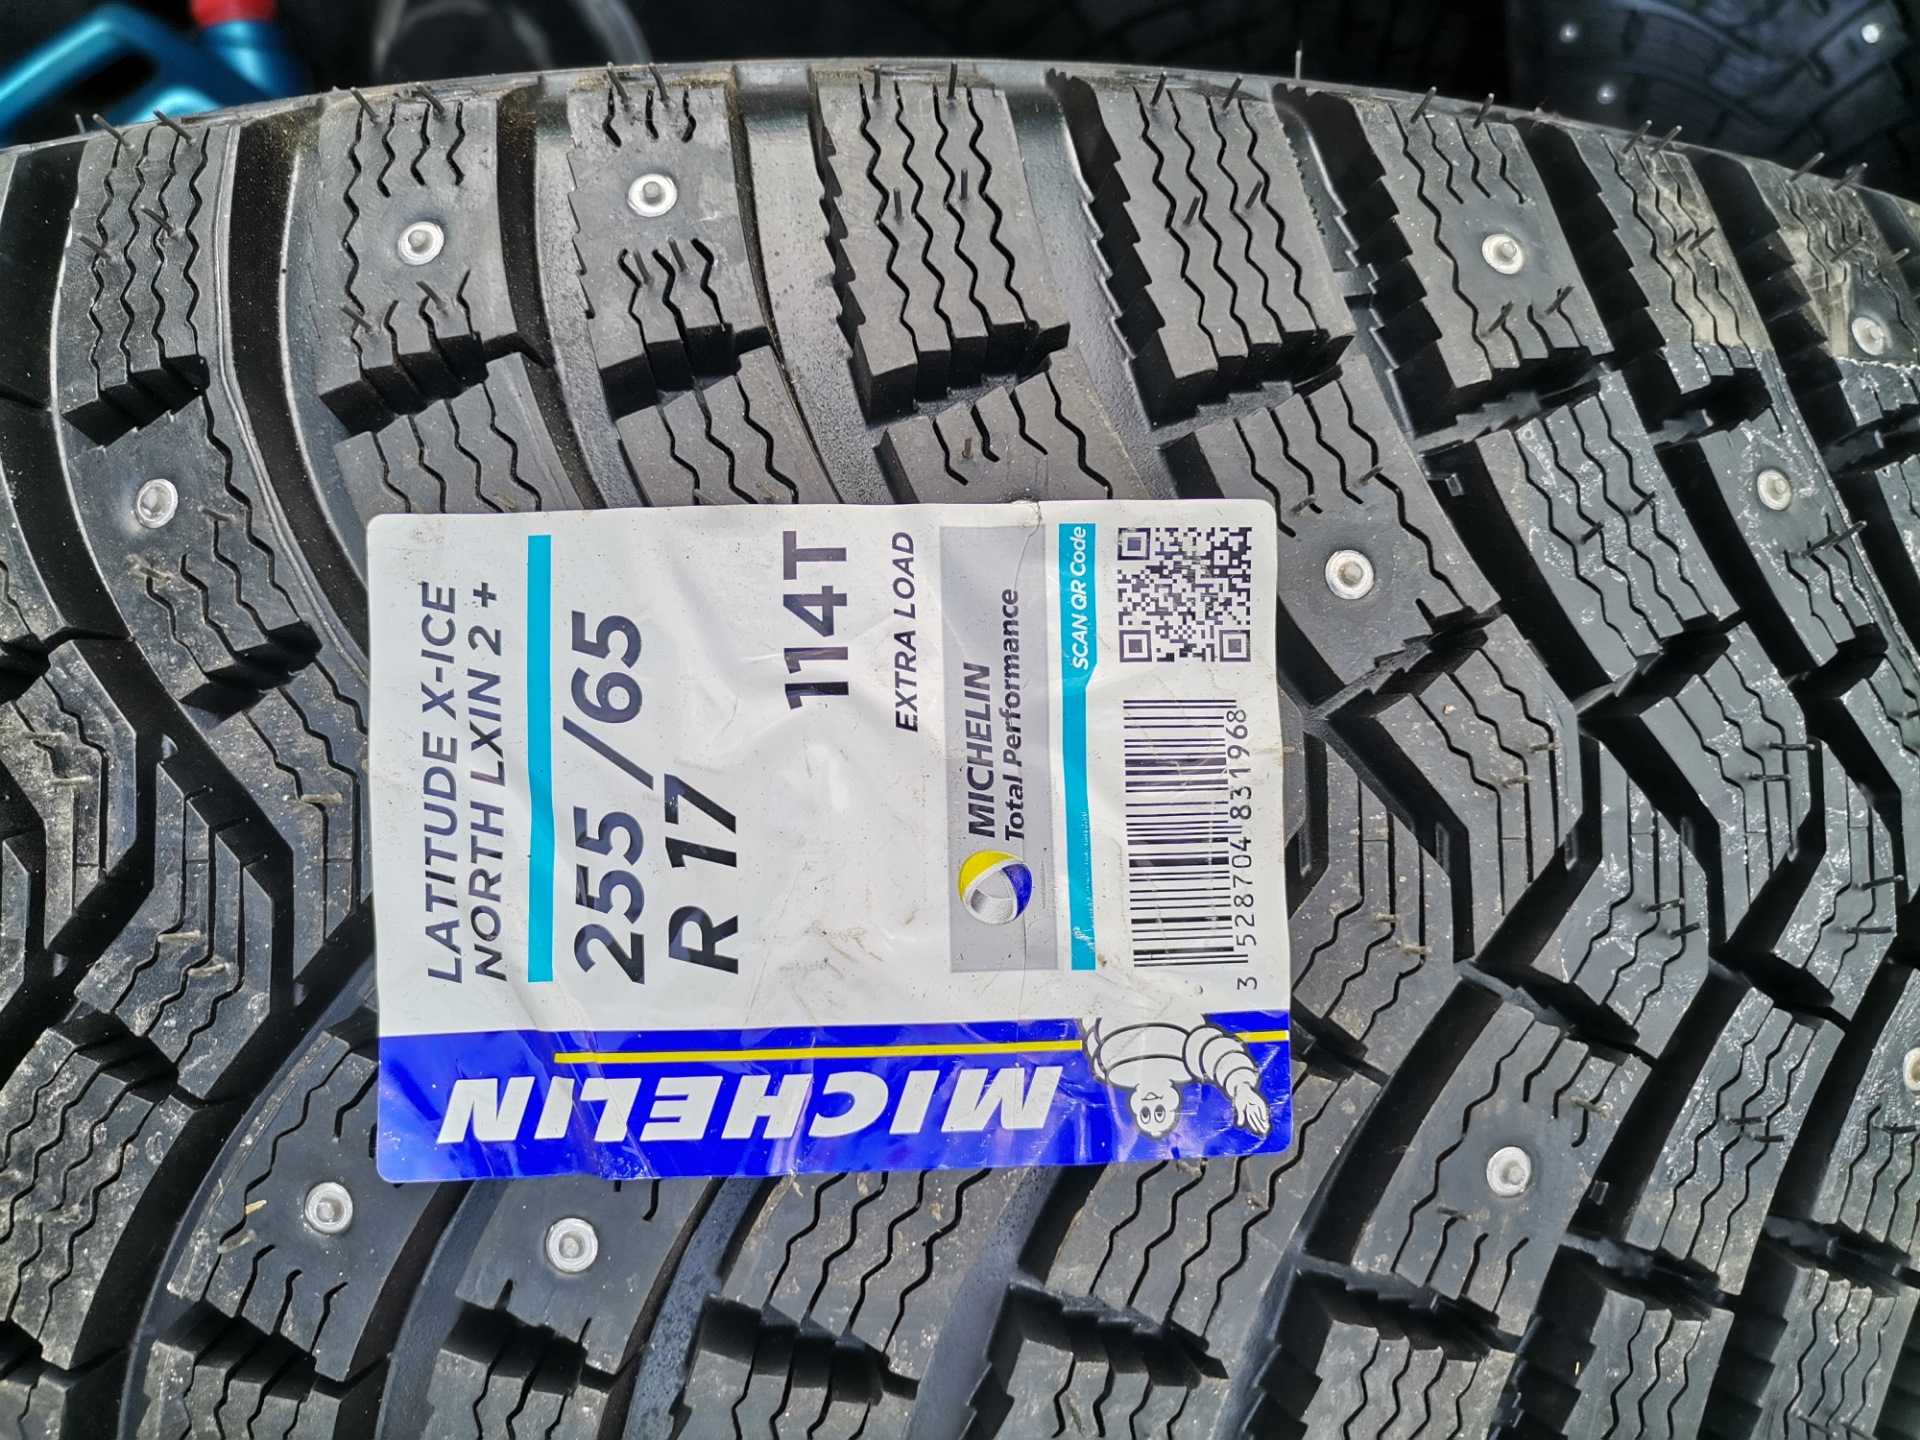 LATITUDE X-ICE
NORTH LXIN 2 +
255/65
R 17
114T
EXTRA LOAD
MICHELIN
Total Performance
SCAN QR Code
3 528704 831968
MICHELIN